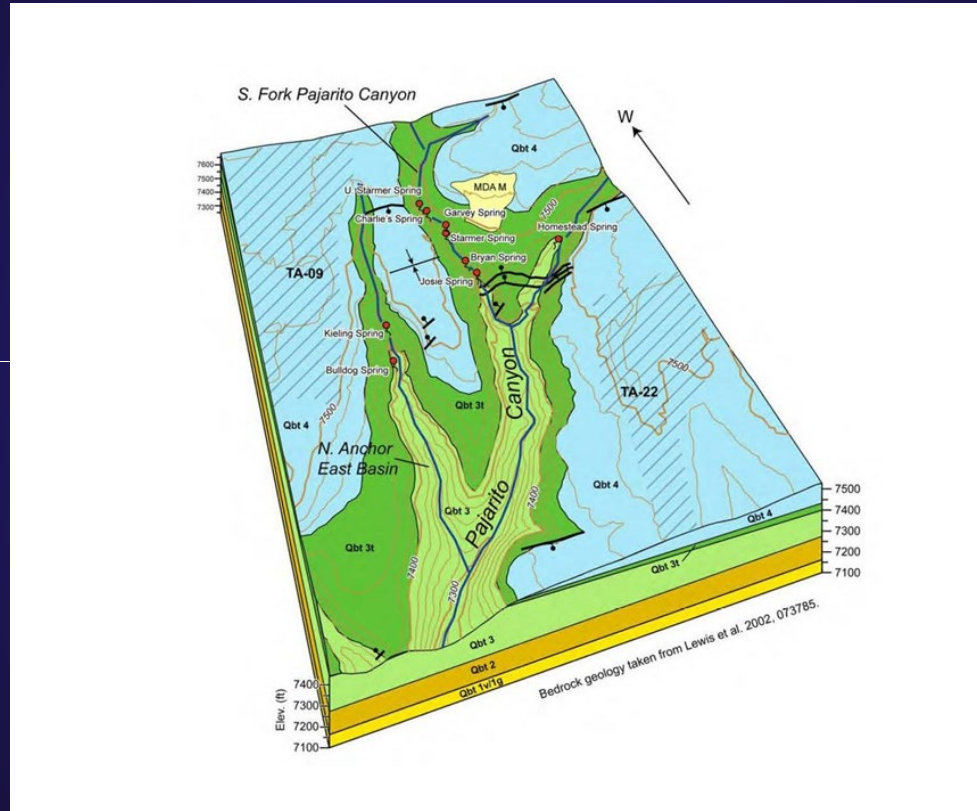 S. Fork Pajarito Canyon
W
Qbt 4
7600
7500
7400
7300
MDA M
U. Starmer Spring
7500
Garvey Spring
Charlie's Spring
Homestead Spring
Starmer Spring
Bryan Spring
TA-09
Josie Spring
Kieling Spring
Canyon
7500
Bulldog Spring
TA-22
Qbt 3t
7500
Qbt 4
N. Anchor
East Basin
Qbt 4
7500
7400
7300
7200
7100
7400
Qbt 3
Pajarito
Qbt 4
Qbt 3t
Qbt 3t
7400
7300
Qbt 3
Qbt 2
Qbt 1v/1g
Bedrock geology taken from Lewis et al. 2002, 073785.
Elev. (ft)
7400
7300
7200
7100